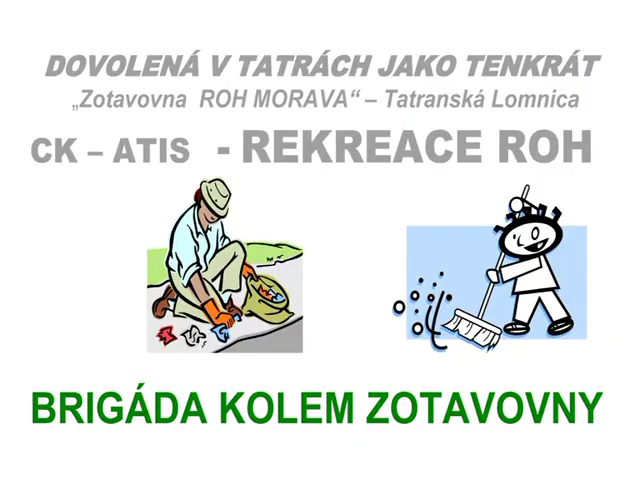 DOVOLENÁ V TATRÁCH JAKO TENKRÁT
„Zotavovna ROH MORAVA“ – Tatranská Lomnica
CK – ATIS - REKREACE ROH
BRIGÁDA KOLEM ZOTAVOVNY